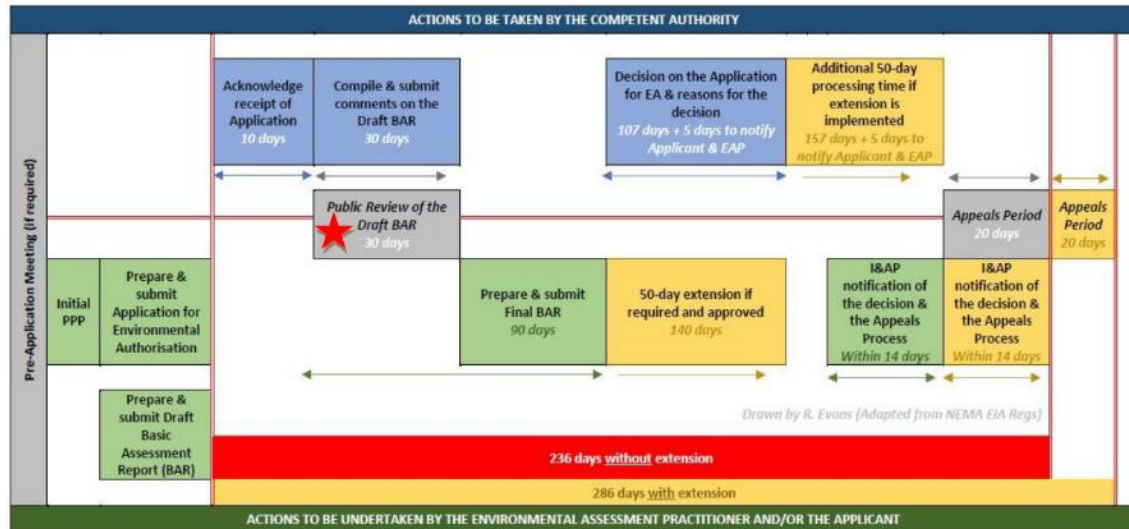 ACTIONS TO BE TAKEN BY THE COMPETENT AUTHORITY
Pre-Application Meeting (if required)
Acknowledge
receipt of
Application
10 days
Compile & submit
comments on the
Draft BAR
30 days
Decision on the Application
for EA & reasons for the
decision
107 days + 5 days to notify
Applicant & EAP
Additional 50-day
processing time if
extension is
implemented
157 days + 5 days to
notify Applicant & EAP
Public Review of the
Draft BAR
30 days
Appeals Period
20 days
Appeals
Period
20 days
Initial
PPP
Prepare &
submit
Application for
Environmental
Authorisation
Prepare & submit
Final BAR
90 days
50-day extension if
required and approved
140 days
I&AP
notification of
the decision &
the Appeals
Process
Within 14 days
I&AP
notification of
the decision &
the Appeals
Process
Within 14 days
Prepare &
submit Draft
Basic
Assessment
Report (BAR)
Drawn by R. Evans (Adapted from NEMA EIA Regs)
236 days without extension
286 days with extension
ACTIONS TO BE UNDERTAKEN BY THE ENVIRONMENTAL ASSESSMENT PRACTITIONER AND/OR THE APPLICANT